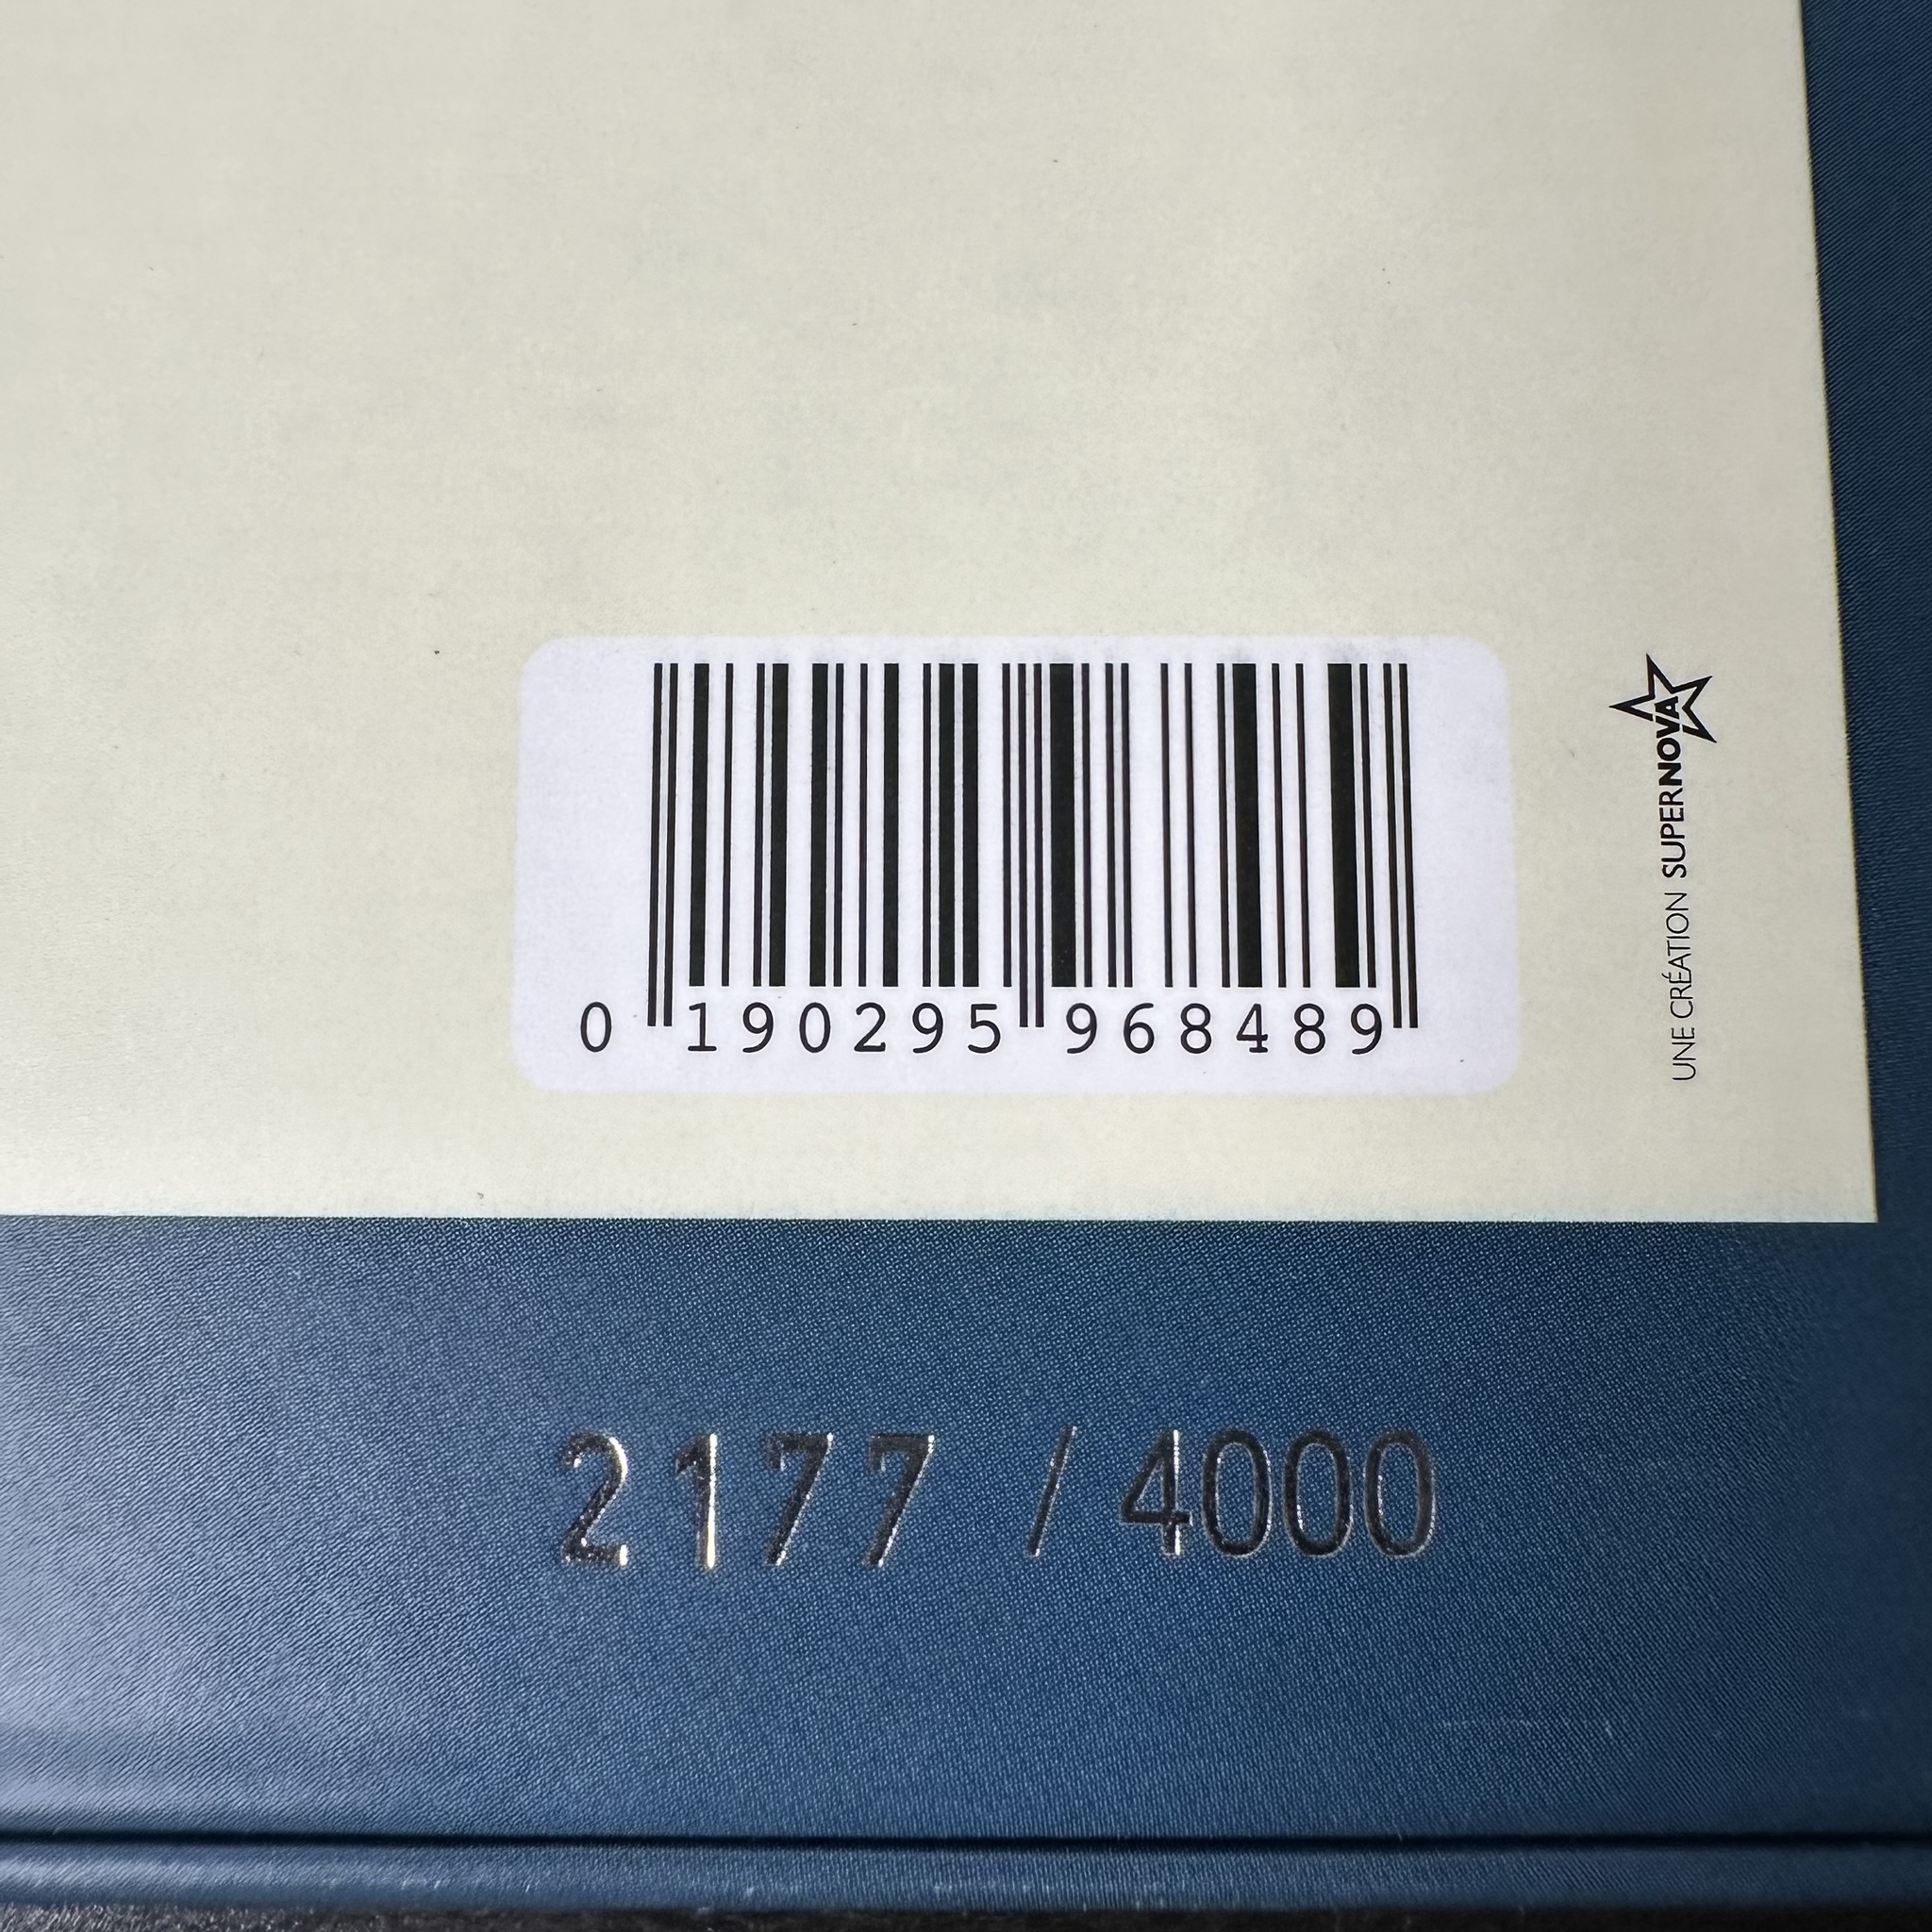 0 190295 968489
UNE CRÉATION SUPERNOVA
2177 / 4000